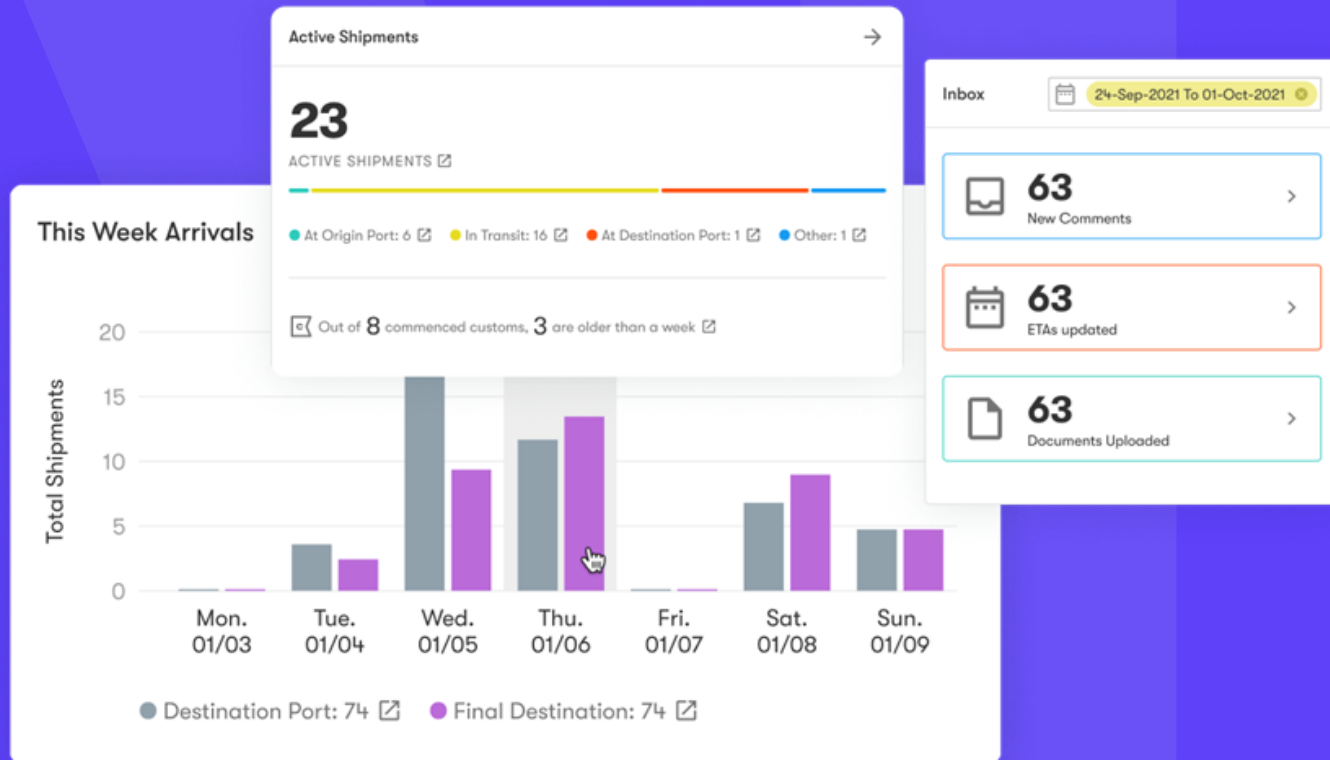 Active Shipments
23
ACTIVE SHIPMENTS
At Origin Port: 6 In Transit: 16 At Destination Port: 1 Other: 1
Out of 8 commenced customs, 3 are older than a week
Inbox 24-Sep-2021 To 01-Oct-2021
63
New Comments
63
ETAs updated
63
Documents Uploaded
This Week Arrivals
Total Shipments
20
15
10
5
0
Mon. Tue. Wed. Thu. Fri. Sat. Sun.
01/03 01/04 01/05 01/06 01/07 01/08 01/09
Destination Port: 74 Final Destination: 74